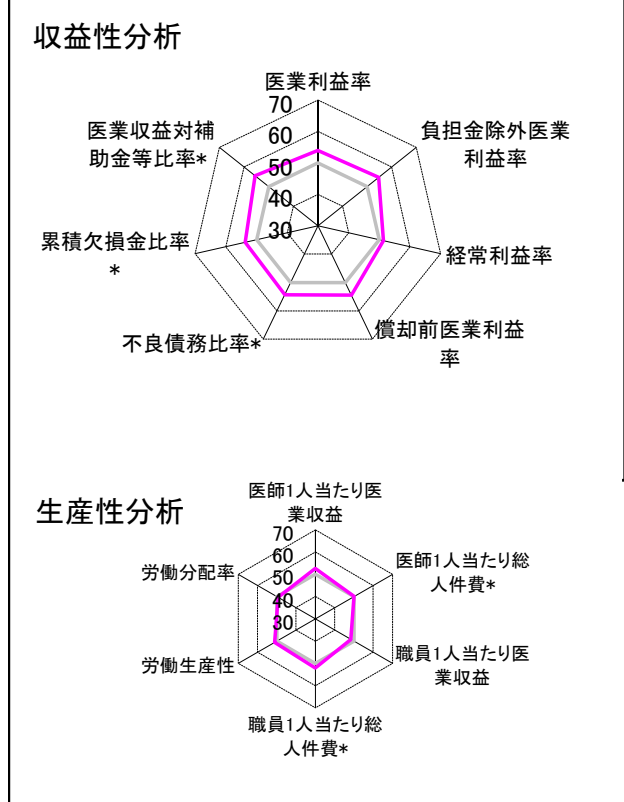 収益性分析
医業利益率
70
60
50
40
30
負担金除外医業
利益率
経常利益率
償却前医業利益
率
不良債務比率*
累積欠損金比率
*
医業収益対補
助金等比率*
生産性分析
医師1人当たり医
業収益
70
60
50
40
30
医師1人当たり総
人件費*
職員1人当たり医
業収益
職員1人当たり総
人件費*
労働生産性
労働分配率